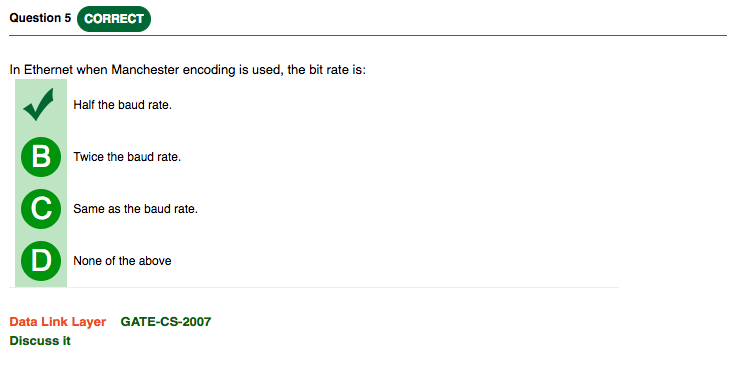 Question 5 CORRECT
In Ethernet when Manchester encoding is used, the bit rate is:
Half the baud rate.
B Twice the baud rate.
C Same as the baud rate.
D None of the above
Data Link Layer GATE-CS-2007
Discuss it